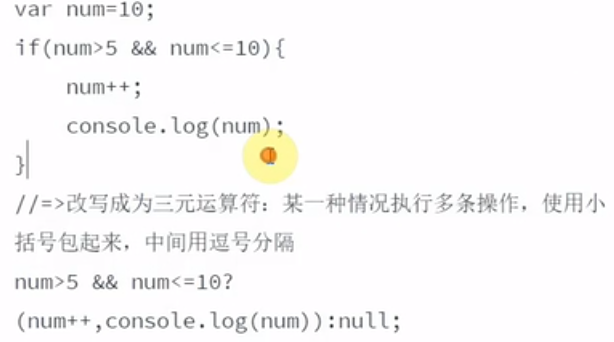 var num=10;
if(num>5 && num<=10){
    num++;
    console.log(num);
}
//=>改写成为三元运算符：某一种情况执行多条操作，使用小
括号包起来，中间用逗号分隔
num>5 && num<=10?
(num++,console.log(num)):null;